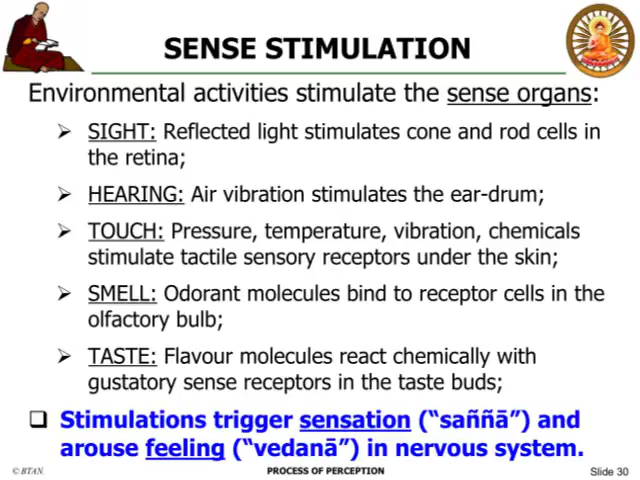 SENSE STIMULATION
Environmental activities stimulate the sense organs:
➢ SIGHT: Reflected light stimulates cone and rod cells in
the retina;
➢ HEARING: Air vibration stimulates the ear-drum;
➢ TOUCH: Pressure, temperature, vibration, chemicals
stimulate tactile sensory receptors under the skin;
➢ SMELL: Odorant molecules bind to receptor cells in the
olfactory bulb;
➢ TASTE: Flavour molecules react chemically with
gustatory sense receptors in the taste buds;
❑ Stimulations trigger sensation (“saññā”) and
arouse feeling (“vedanā”) in nervous system.
© BTAN. PROCESS OF PERCEPTION Slide 30